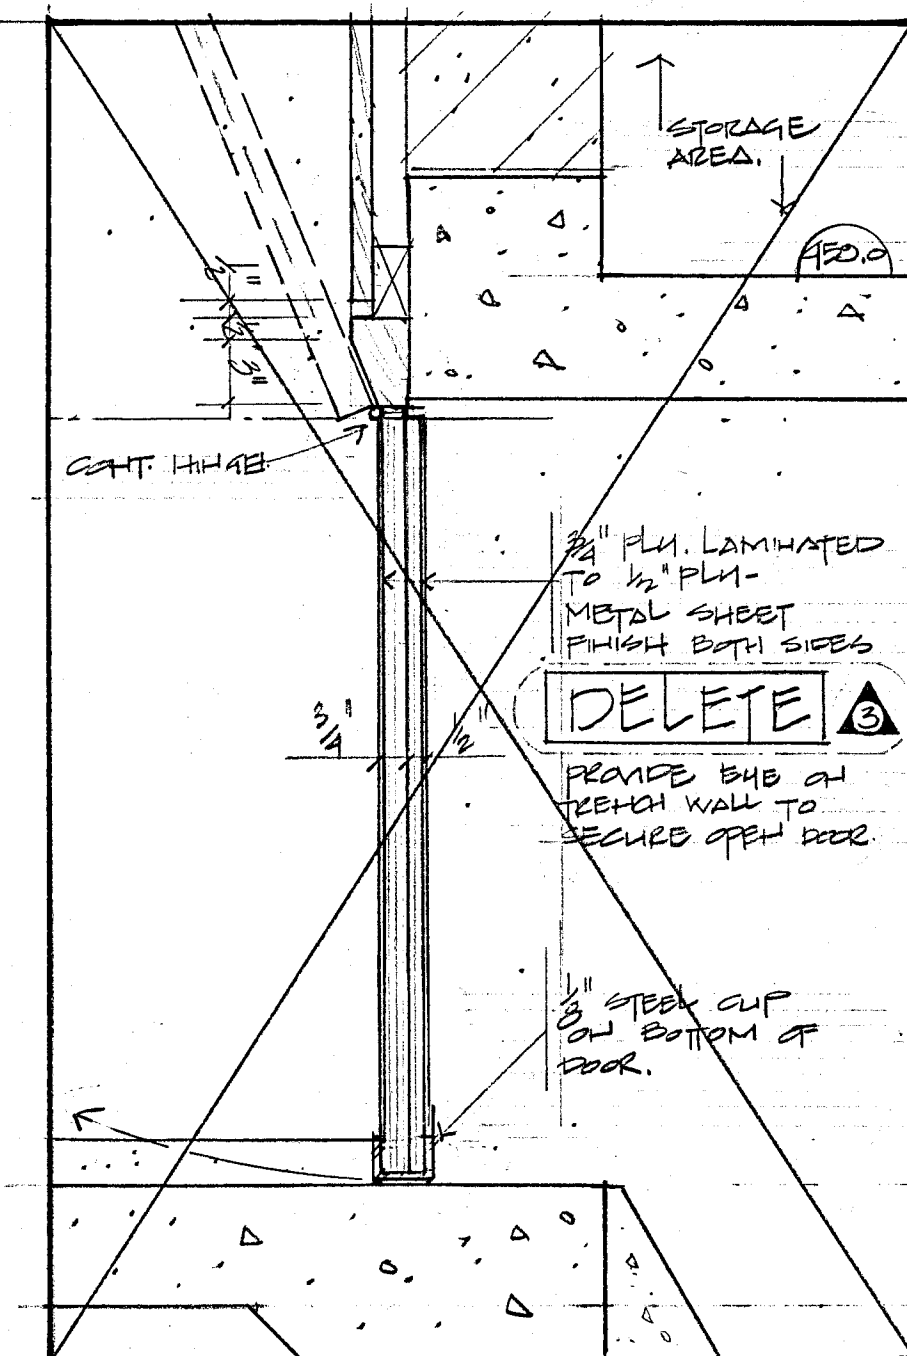 STORAGE
AREA.
450.0
3"
CONT. HINGE
3/4" PLY. LAMINATED
TO 1/2" PLY-
METAL SHEET
FINISH BOTH SIDES
DELETE 3
3/4"
1/2"
PROVIDE EYE ON
TRENCH WALL TO
SECURE OPEN DOOR.
1/8" STEEL CLIP
ON BOTTOM OF
DOOR.